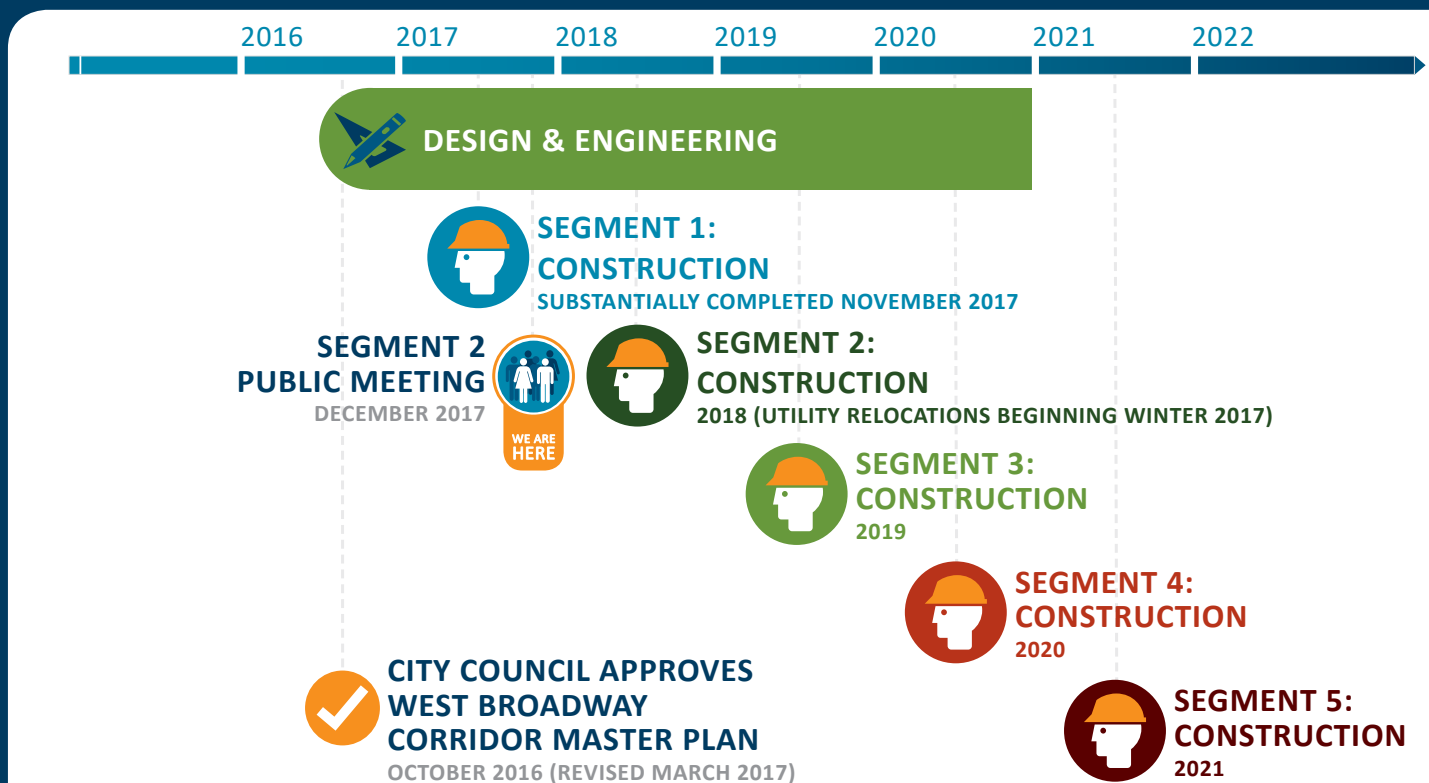 2016 2017 2018 2019 2020 2021 2022
DESIGN & ENGINEERING
SEGMENT 1:
CONSTRUCTION
SUBSTANTIALLY COMPLETED NOVEMBER 2017
SEGMENT 2
PUBLIC MEETING
DECEMBER 2017
WE ARE
HERE
SEGMENT 2:
CONSTRUCTION
2018 (UTILITY RELOCATIONS BEGINNING WINTER 2017)
SEGMENT 3:
CONSTRUCTION
2019
SEGMENT 4:
CONSTRUCTION
2020
CITY COUNCIL APPROVES
WEST BROADWAY
CORRIDOR MASTER PLAN
OCTOBER 2016 (REVISED MARCH 2017)
SEGMENT 5:
CONSTRUCTION
2021